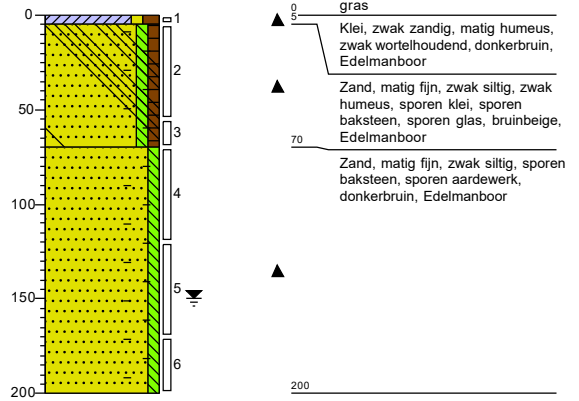 0
50
100
150
200
1
2
3
4
5
6
0
gras
5
Klei, zwak zandig, matig humeus,
zwak wortelhoudend, donkerbruin,
Edelmanboor
Zand, matig fijn, zwak siltig, zwak
humeus, sporen klei, sporen
baksteen, sporen glas, bruinbeige,
Edelmanboor
70
Zand, matig fijn, zwak siltig, sporen
baksteen, sporen aardewerk,
donkerbruin, Edelmanboor
200